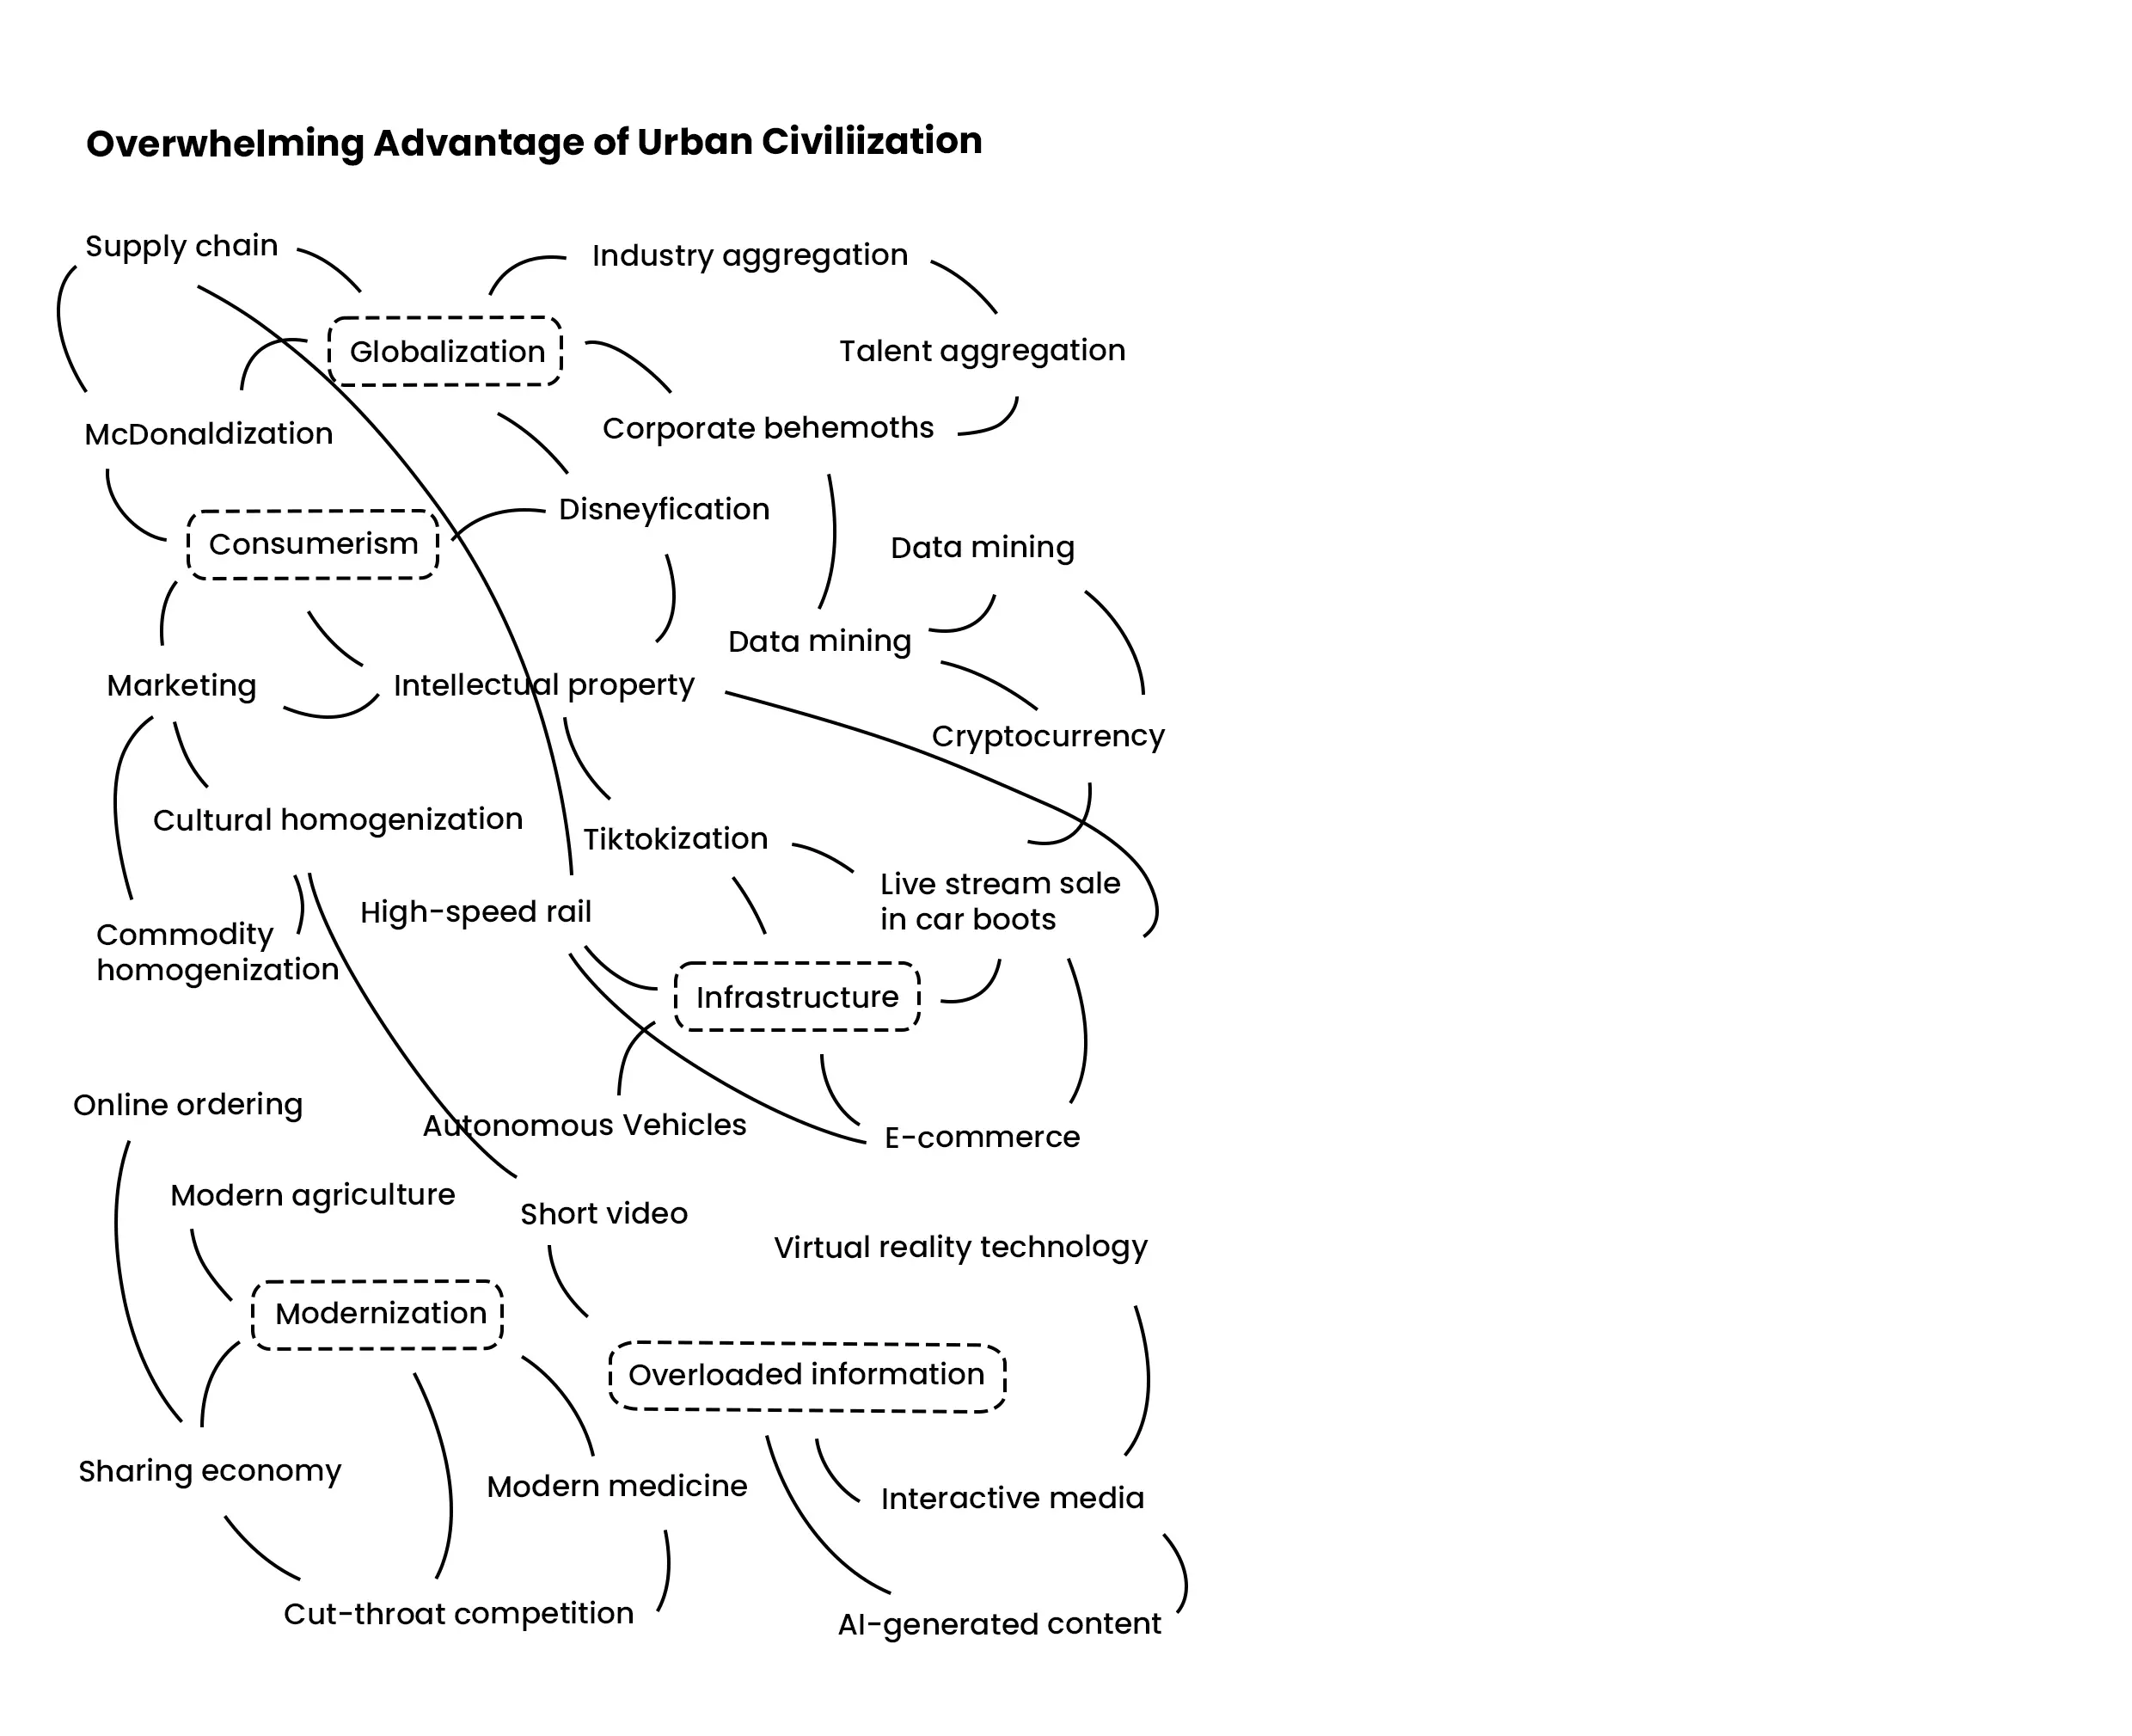 Overwhelming Advantage of Urban Civiliization
Supply chain
Industry aggregation
Globalization
Talent aggregation
McDonaldization
Corporate behemoths
Disneyfication
Consumerism
Data mining
Data mining
Marketing
Intellectual property
Cryptocurrency
Cultural homogenization
Tiktokization
Live stream sale
in car boots
High-speed rail
Commodity
homogenization
Infrastructure
Online ordering
Autonomous Vehicles
E-commerce
Modern agriculture
Short video
Virtual reality technology
Modernization
Overloaded information
Sharing economy
Modern medicine
Interactive media
Cut-throat competition
AI-generated content